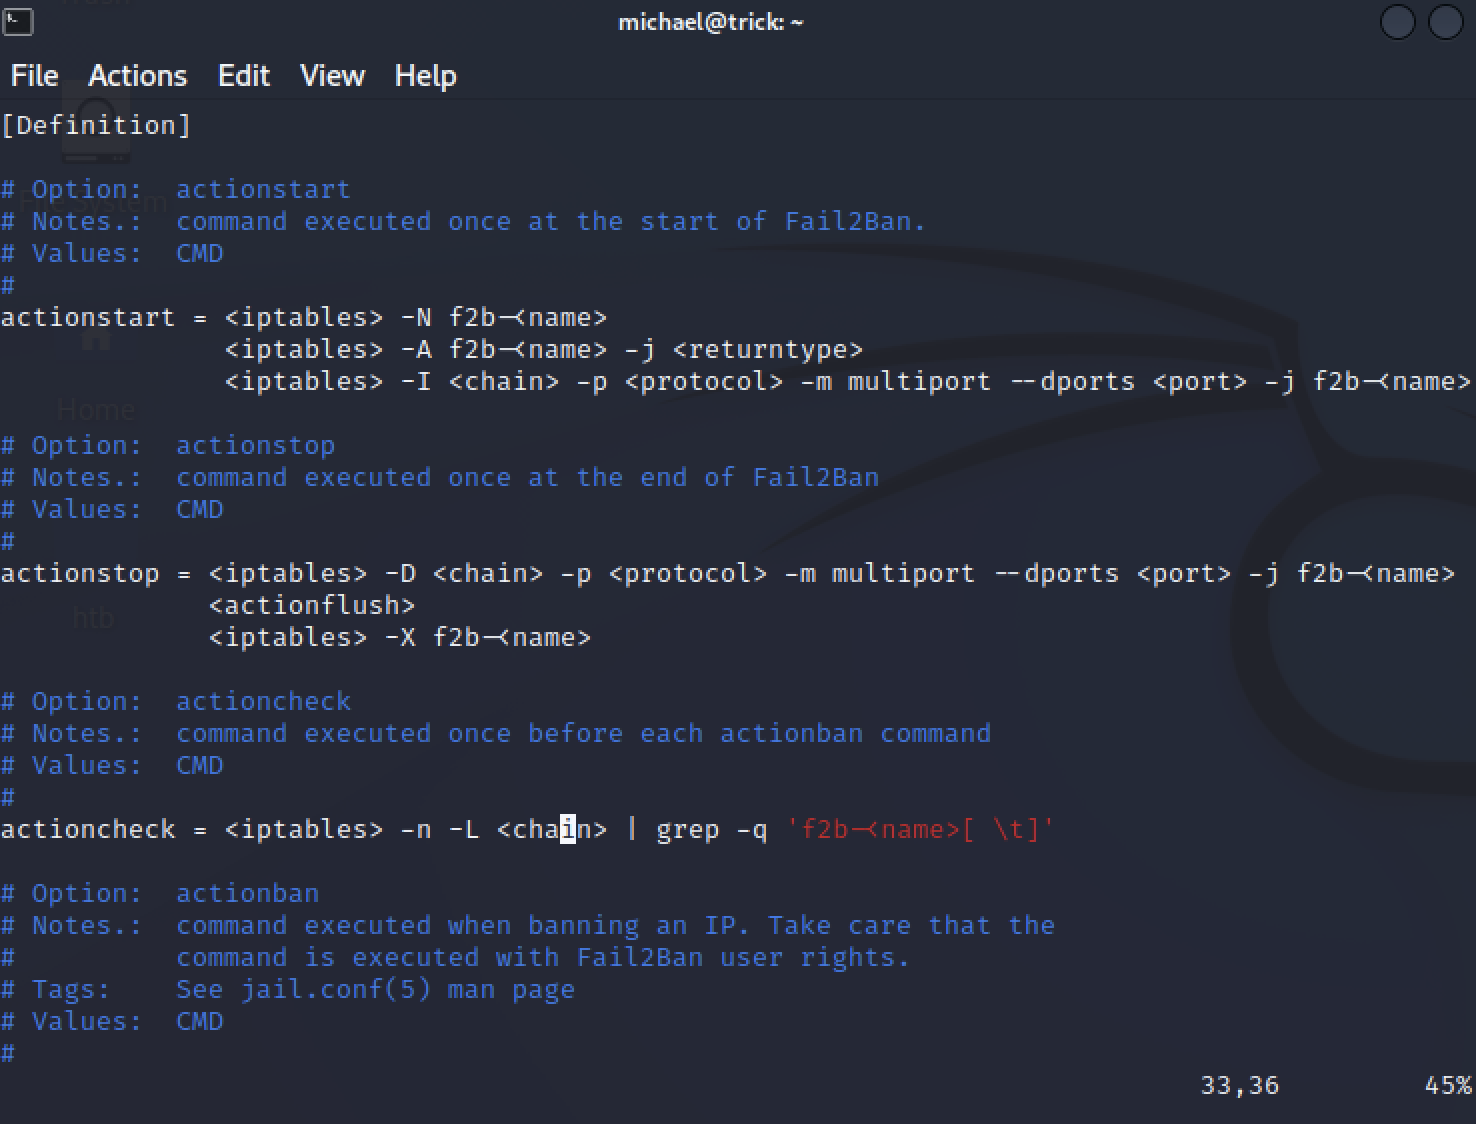 michael@trick: ~
File Actions Edit View Help
[Definition]
# Option:  actionstart
# Notes.:  command executed once at the start of Fail2Ban.
# Values:  CMD
#
actionstart = <iptables> -N f2b-<name>
              <iptables> -A f2b-<name> -j <returntype>
              <iptables> -I <chain> -p <protocol> -m multiport --dports <port> -j f2b-<name>
# Option:  actionstop
# Notes.:  command executed once at the end of Fail2Ban
# Values:  CMD
#
actionstop = <iptables> -D <chain> -p <protocol> -m multiport --dports <port> -j f2b-<name>
             <actionflush>
             <iptables> -X f2b-<name>
# Option:  actioncheck
# Notes.:  command executed once before each actionban command
# Values:  CMD
#
actioncheck = <iptables> -n -L <chain> | grep -q 'f2b-<name>[ \t]'
# Option:  actionban
# Notes.:  command executed when banning an IP. Take care that the
#          command is executed with Fail2Ban user rights.
# Tags:    See jail.conf(5) man page
# Values:  CMD
#
33,36 45%
Trash
File System
Home
htb